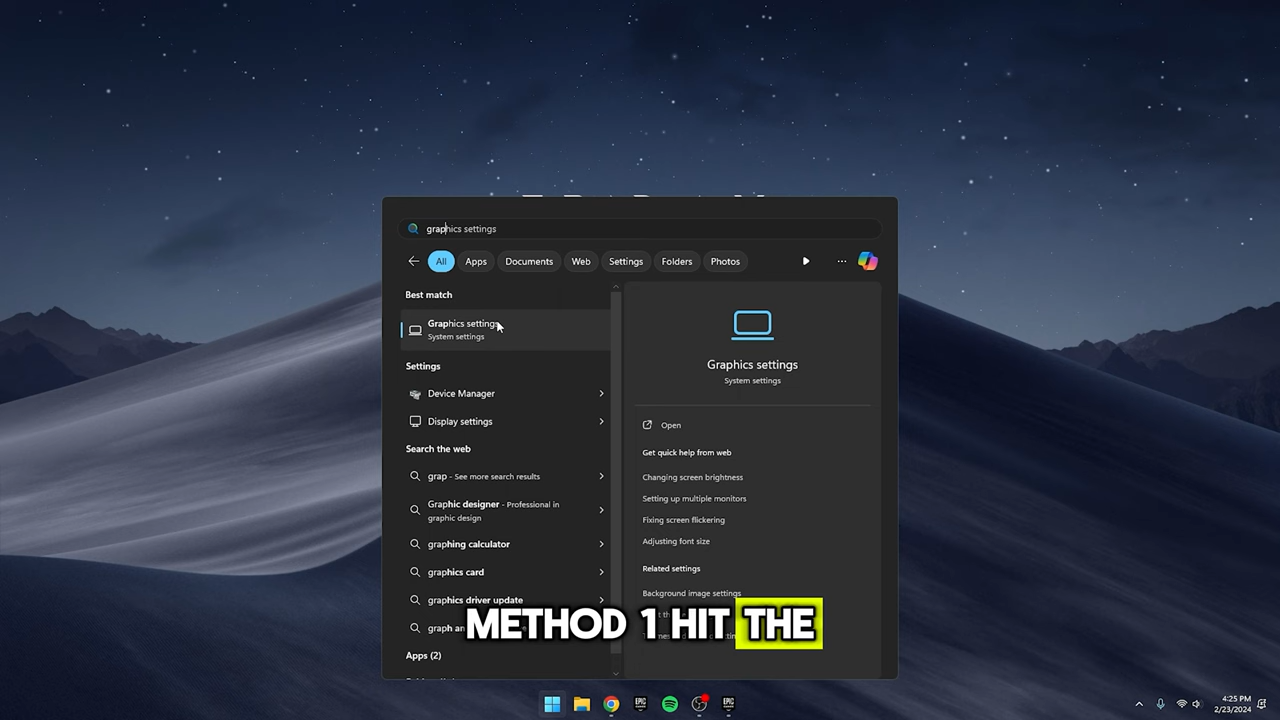 graphics settings
All
Apps
Documents
Web
Settings
Folders
Photos
Best match
Graphics settings
System settings
Settings
Device Manager
Display settings
Search the web
grap - See more search results
Graphic designer - Professional in
graphic design
graphing calculator
graphics card
graphics driver update
graph
Apps (2)
Graphics settings
System settings
Open
Get quick help from web
Changing screen brightness
Setting up multiple monitors
Fixing screen flickering
Adjusting font size
Related settings
Background image settings
METHOD 1 HIT THE
EPIC
EPIC
4:25 PM
2/23/2024